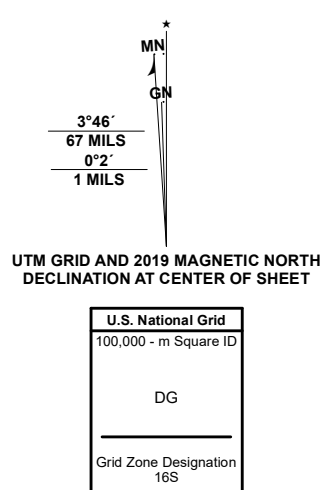 MN
GN
3°46´
67 MILS
0°2´
1 MILS
UTM GRID AND 2019 MAGNETIC NORTH
DECLINATION AT CENTER OF SHEET
U.S. National Grid
100,000 - m Square ID
DG
Grid Zone Designation
16S